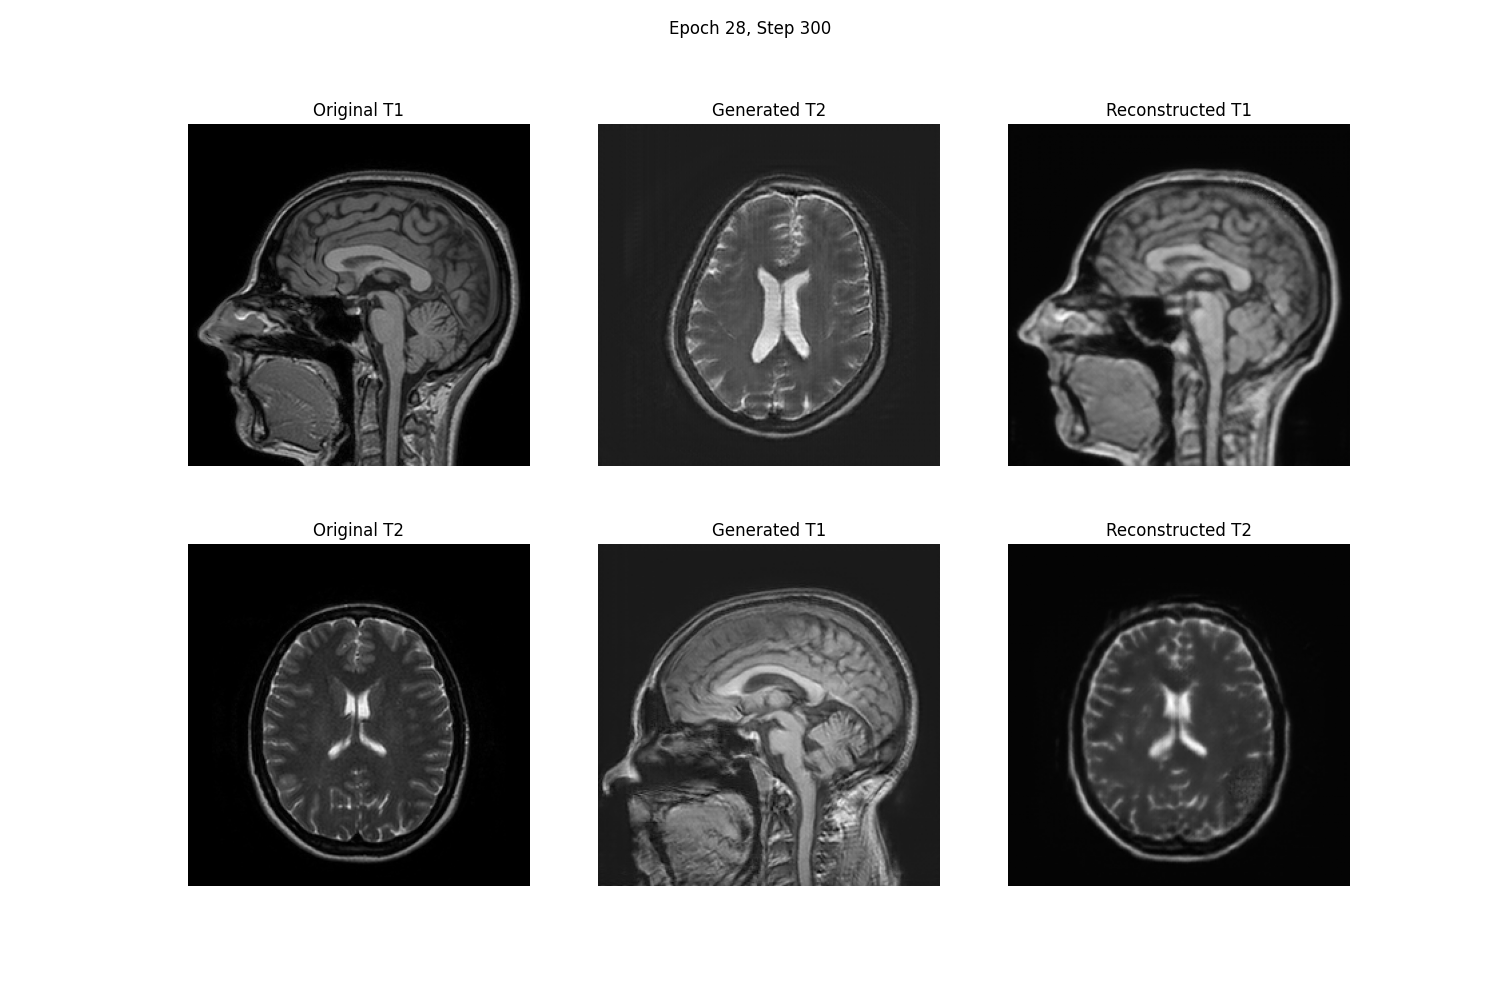 Epoch 28, Step 300
Original T1
Generated T2
Reconstructed T1
Original T2
Generated T1
Reconstructed T2